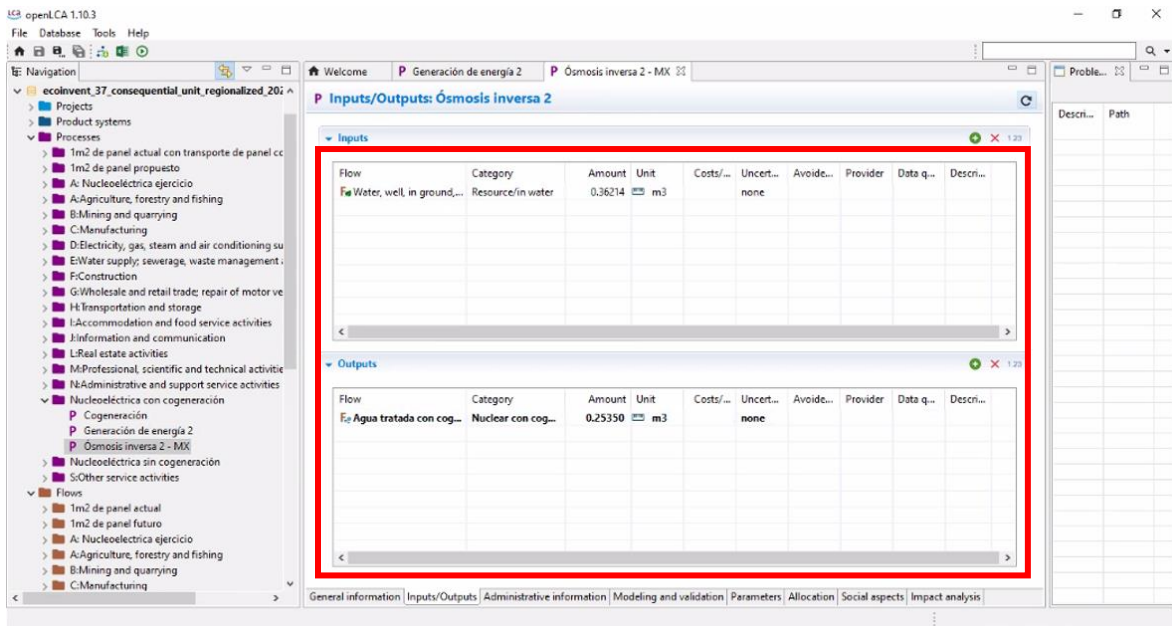 LCA openLCA 1.10.3
File Database Tools Help
Navigation
ecoinvent_37_consequential_unit_regionalized_202
Projects
Product systems
Processes
1m2 de panel actual con transporte de panel cc
1m2 de panel propuesto
A: Nucleoeléctrica ejercicio
A:Agriculture, forestry and fishing
B:Mining and quarrying
C:Manufacturing
D:Electricity, gas, steam and air conditioning su
E:Water supply; sewerage, waste management
F:Construction
G:Wholesale and retail trade; repair of motor ve
H:Transportation and storage
I:Accommodation and food service activities
J:Information and communication
L:Real estate activities
M:Professional, scientific and technical activitie
N:Administrative and support service activities
Nucleoeléctrica con cogeneración
P Cogeneración
P Generación de energía 2
P Ósmosis inversa 2 - MX
Nucleoeléctrica sin cogeneración
S:Other service activities
Flows
1m2 de panel actual
1m2 de panel futuro
A: Nucleoelectrica ejercicio
A:Agriculture, forestry and fishing
B:Mining and quarrying
C:Manufacturing
Welcome P Generación de energía 2 P Ósmosis inversa 2 - MX
P Inputs/Outputs: Ósmosis inversa 2
Inputs 1.23
Flow Category Amount Unit Costs/... Uncert... Avoide... Provider Data q... Descri...
Water, well, in ground,... Resource/in water 0.36214 m3 none
Outputs 1.23
Flow Category Amount Unit Costs/... Uncert... Avoide... Provider Data q... Descri...
Agua tratada con cog... Nuclear con cog... 0.25350 m3 none
General information Inputs/Outputs Administrative information Modeling and validation Parameters Allocation Social aspects Impact analysis
Proble...
Descri... Path